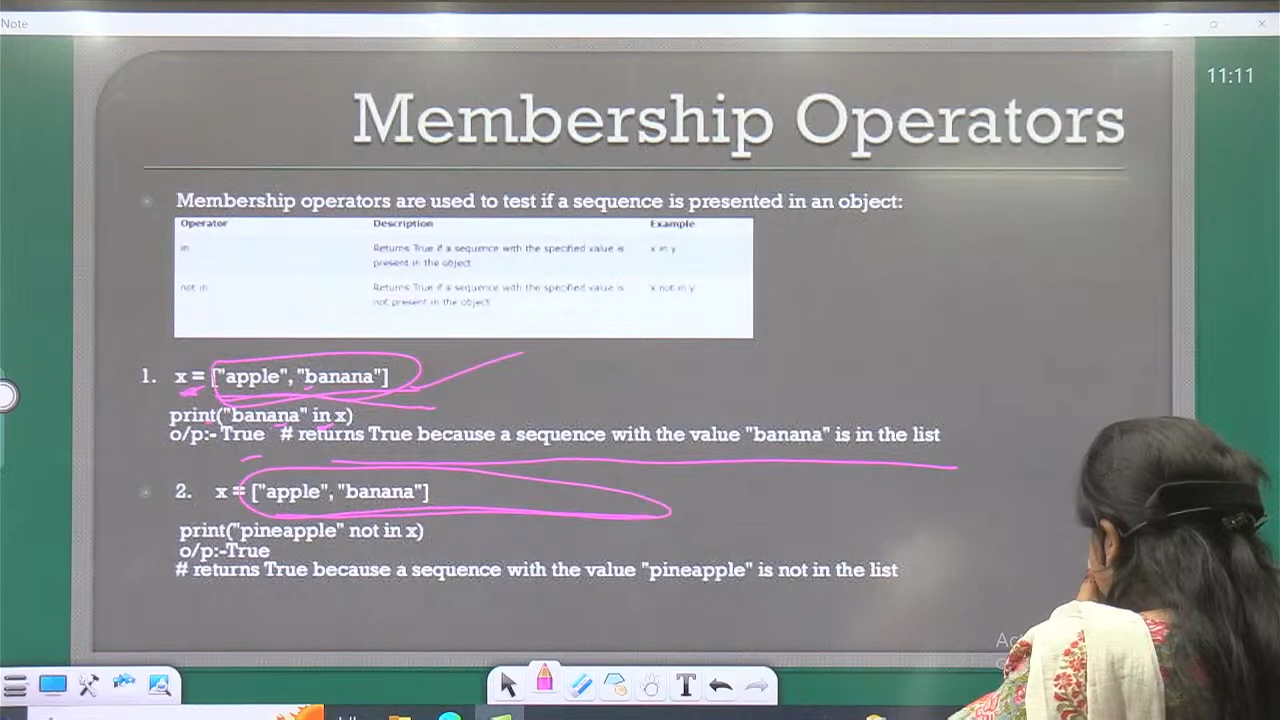 Note
11:11
Membership Operators
Membership operators are used to test if a sequence is presented in an object:
Operator Description Example
in Returns True if a sequence with the specified value is present in the object x in y
not in Returns True if a sequence with the specified value is not present in the object x not in y
1. x = ["apple", "banana"]
print("banana" in x)
o/p:- True # returns True because a sequence with the value "banana" is in the list
2. x = ["apple", "banana"]
print("pineapple" not in x)
o/p:-True
# returns True because a sequence with the value "pineapple" is not in the list
T